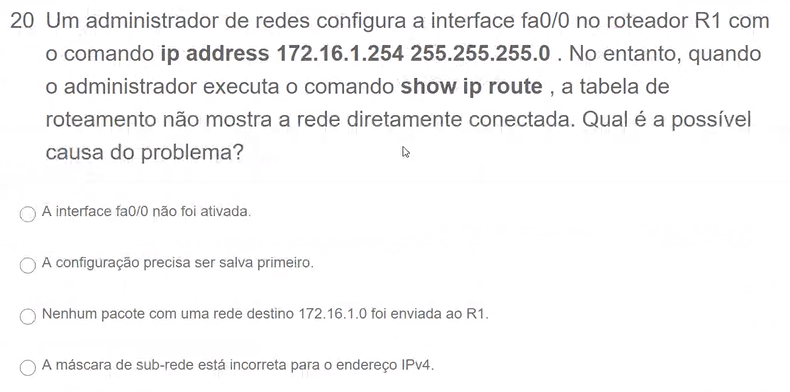 20 Um administrador de redes configura a interface fa0/0 no roteador R1 com
o comando ip address 172.16.1.254 255.255.255.0 . No entanto, quando
o administrador executa o comando show ip route , a tabela de
roteamento não mostra a rede diretamente conectada. Qual é a possível
causa do problema?
A interface fa0/0 não foi ativada.
A configuração precisa ser salva primeiro.
Nenhum pacote com uma rede destino 172.16.1.0 foi enviada ao R1.
A máscara de sub-rede está incorreta para o endereço IPv4.